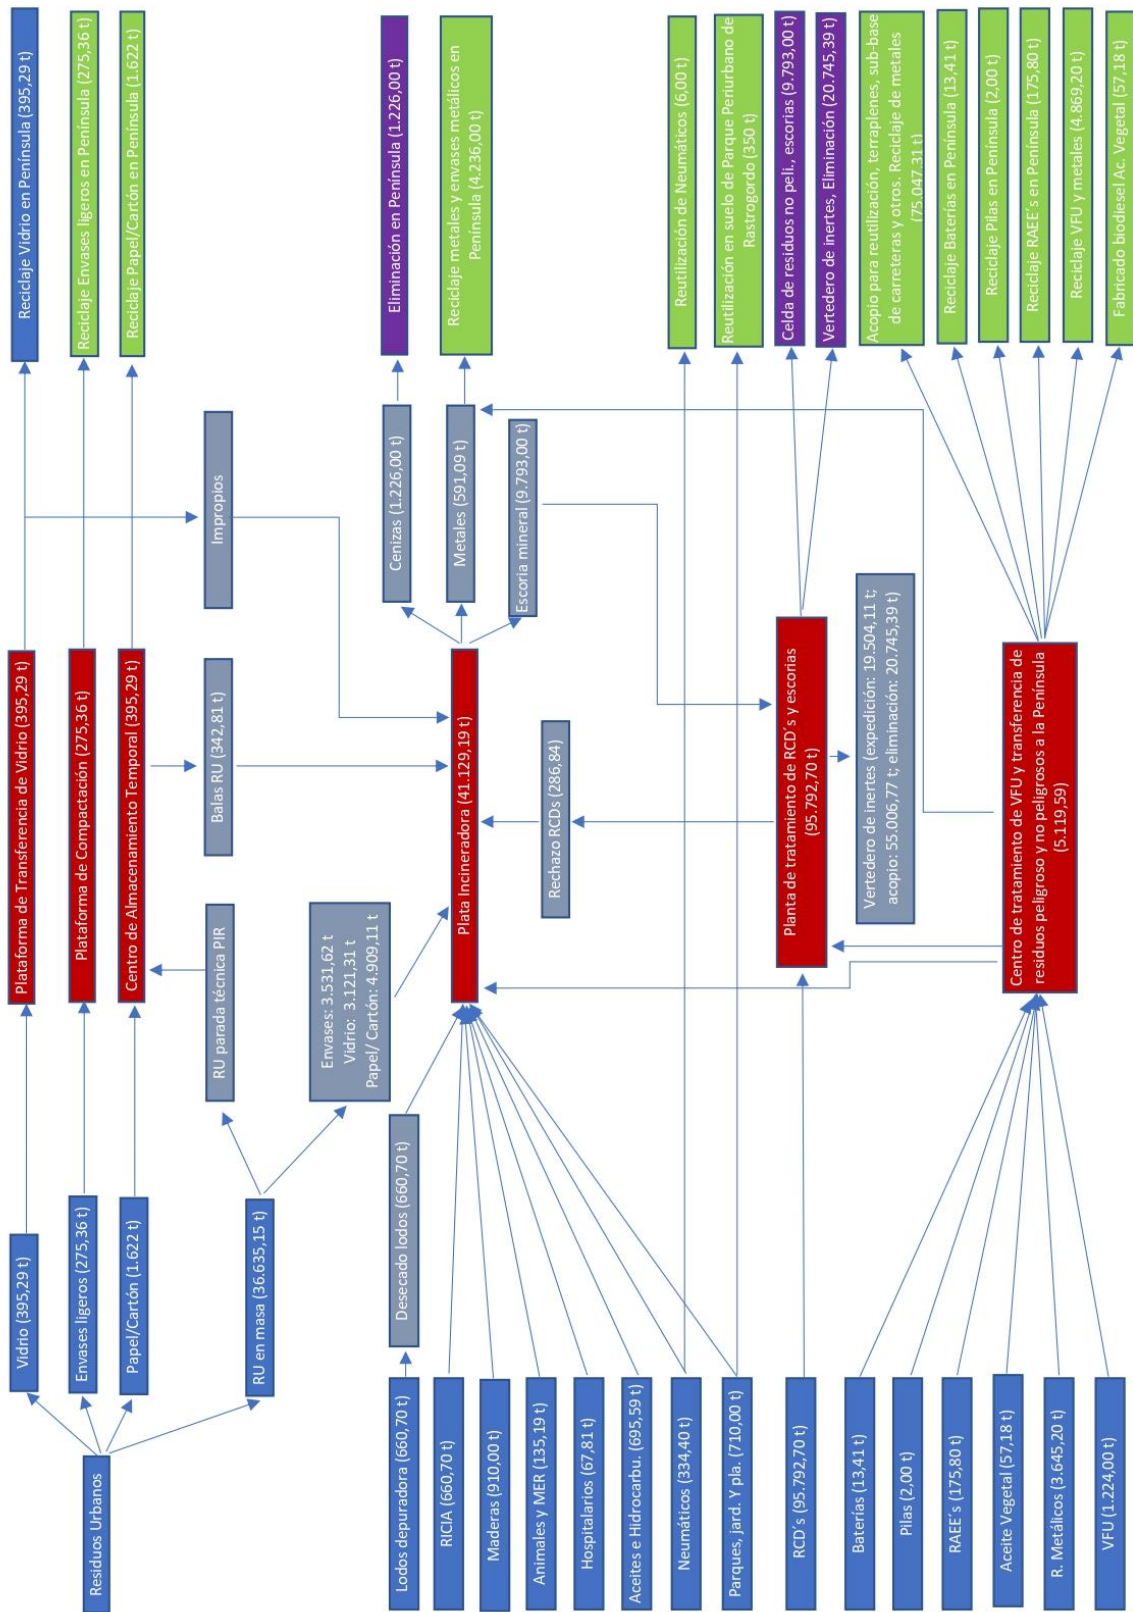 Residuos Urbanos
Vidrio (395,29 t)
Envases ligeros (275,36 t)
Papel/Cartón (1.622 t)
RU en masa (36.635,15 t)
RU parada técnica PIR
Envases: 3.531,62 t
Vidrio: 3.121,31 t
Papel/ Cartón: 4.909,11 t
Plataforma de Transferencia de Vidrio (395,29 t)
Plataforma de Compactación (275,36 t)
Centro de Almacenamiento Temporal (395,29 t)
Balas RU (342,81 t)
Impropios
Reciclaje Vidrio en Península (395,29 t)
Reciclaje Envases ligeros en Península (275,36 t)
Reciclaje Papel/Cartón en Península (1.622 t)
Lodos depuradora (660,70 t)
Desecado lodos (660,70 t)
RICIA (660,70 t)
Maderas (910,00 t)
Animales y MER (135,19 t)
Hospitalarios (67,81 t)
Aceites e Hidrocarbu. (695,59 t)
Neumáticos (334,40 t)
Parques, jard. Y pla. (710,00 t)
Plata Incineradora (41.129,19 t)
Cenizas (1.226,00 t)
Metales (591,09 t)
Escoria mineral (9.793,00 t)
Eliminación en Península (1.226,00 t)
Reciclaje metales y envases metálicos en
Península (4.236,00 t)
Rechazo RCDs (286,84)
Reutilización de Neumáticos (6,00 t)
Reutilización en suelo de Parque Periurbano de
Rastrogordo (350 t)
RCD´s (95.792,70 t)
Planta de tratamiento de RCD´s y escorias
(95.792,70 t)
Vertedero de inertes (expedición: 19.504,11 t;
acopio: 55.006,77 t; eliminación: 20.745,39 t)
Celda de residuos no peli., escorias (9.793,00 t)
Vertedero de inertes, Eliminación (20.745,39 t)
Baterías (13,41 t)
Pilas (2,00 t)
RAEE´s (175,80 t)
Aceite Vegetal (57,18 t)
R. Metálicos (3.645,20 t)
VFU (1.224,00 t)
Centro de tratamiento de VFU y transferencia de
residuos peligroso y no peligrosos a la Península
(5.119,59)
Acopio para reutilización, terraplenes, sub-base
de carreteras y otros. Reciclaje de metales
(75.047,31 t)
Reciclaje Baterías en Península (13,41 t)
Reciclaje Pilas en Península (2,00 t)
Reciclaje RAEE´s en Península (175,80 t)
Reciclaje VFU y metales (4.869,20 t)
Fabricado biodiesel Ac. Vegetal (57,18 t)